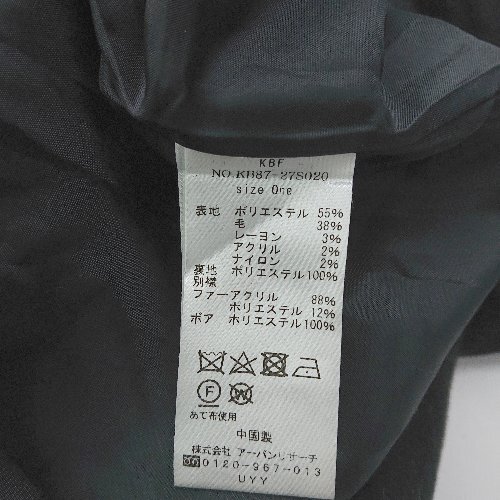 KBF
NO.KB87-27S020
size One
表地 ポリエステル 55%
毛 38%
レーヨン 3%
アクリル 2%
ナイロン 2%
裏地 ポリエステル100%
別襟
ファーアクリル 88%
ポリエステル 12%
ボア ポリエステル100%
F W
あて布使用
中国製
株式会社 アーバンリサーチ
0120-967-013
UYY